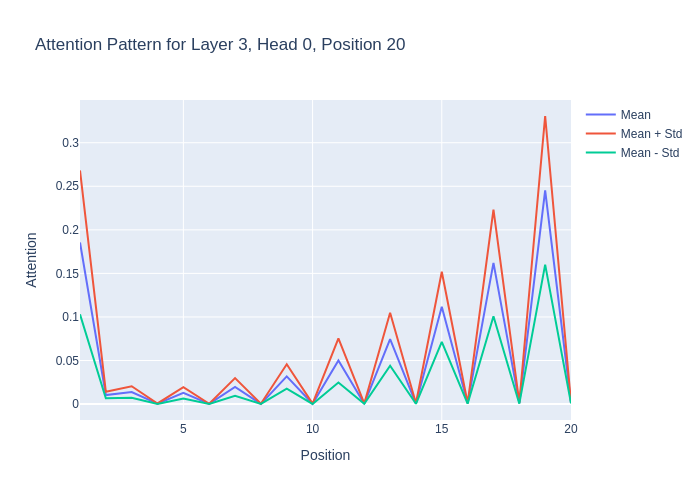 Attention Pattern for Layer 3, Head 0, Position 20
Mean
Mean + Std
Mean - Std
0.3
0.25
0.2
0.15
0.1
0.05
0
Attention
5
10
15
20
Position